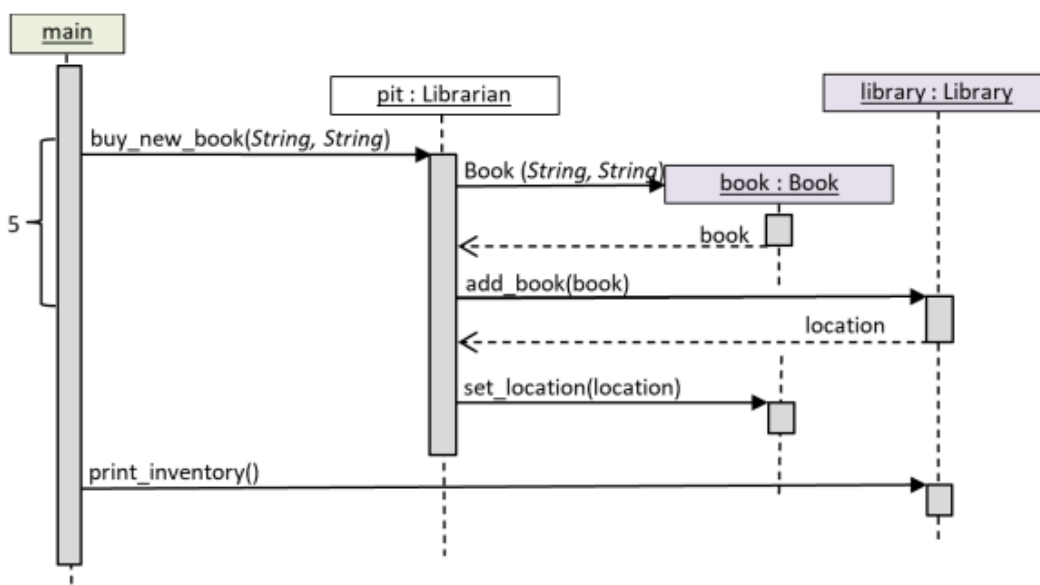 main
pit : Librarian
library : Library
buy_new_book(String, String)
Book (String, String)
book : Book
5
book
add_book(book)
location
set_location(location)
print_inventory()